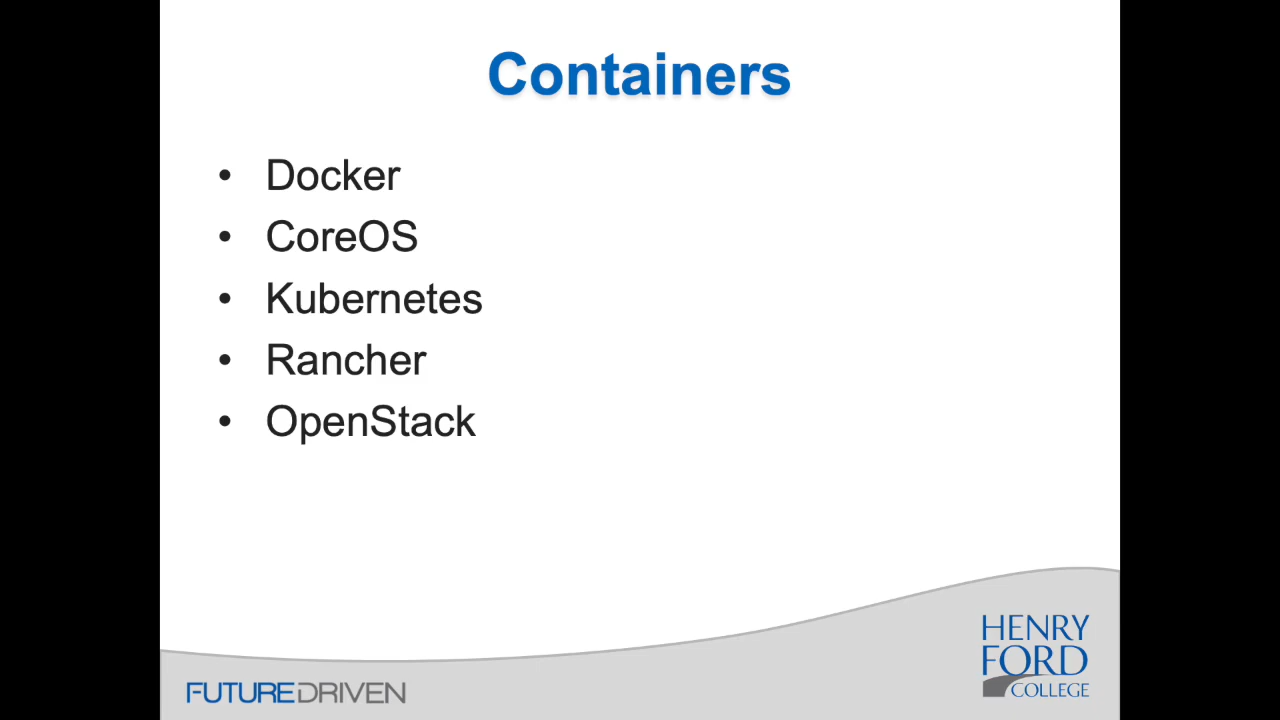 Containers
• Docker
• CoreOS
• Kubernetes
• Rancher
• OpenStack
FUTUREDRIVEN
HENRY
FORD
COLLEGE